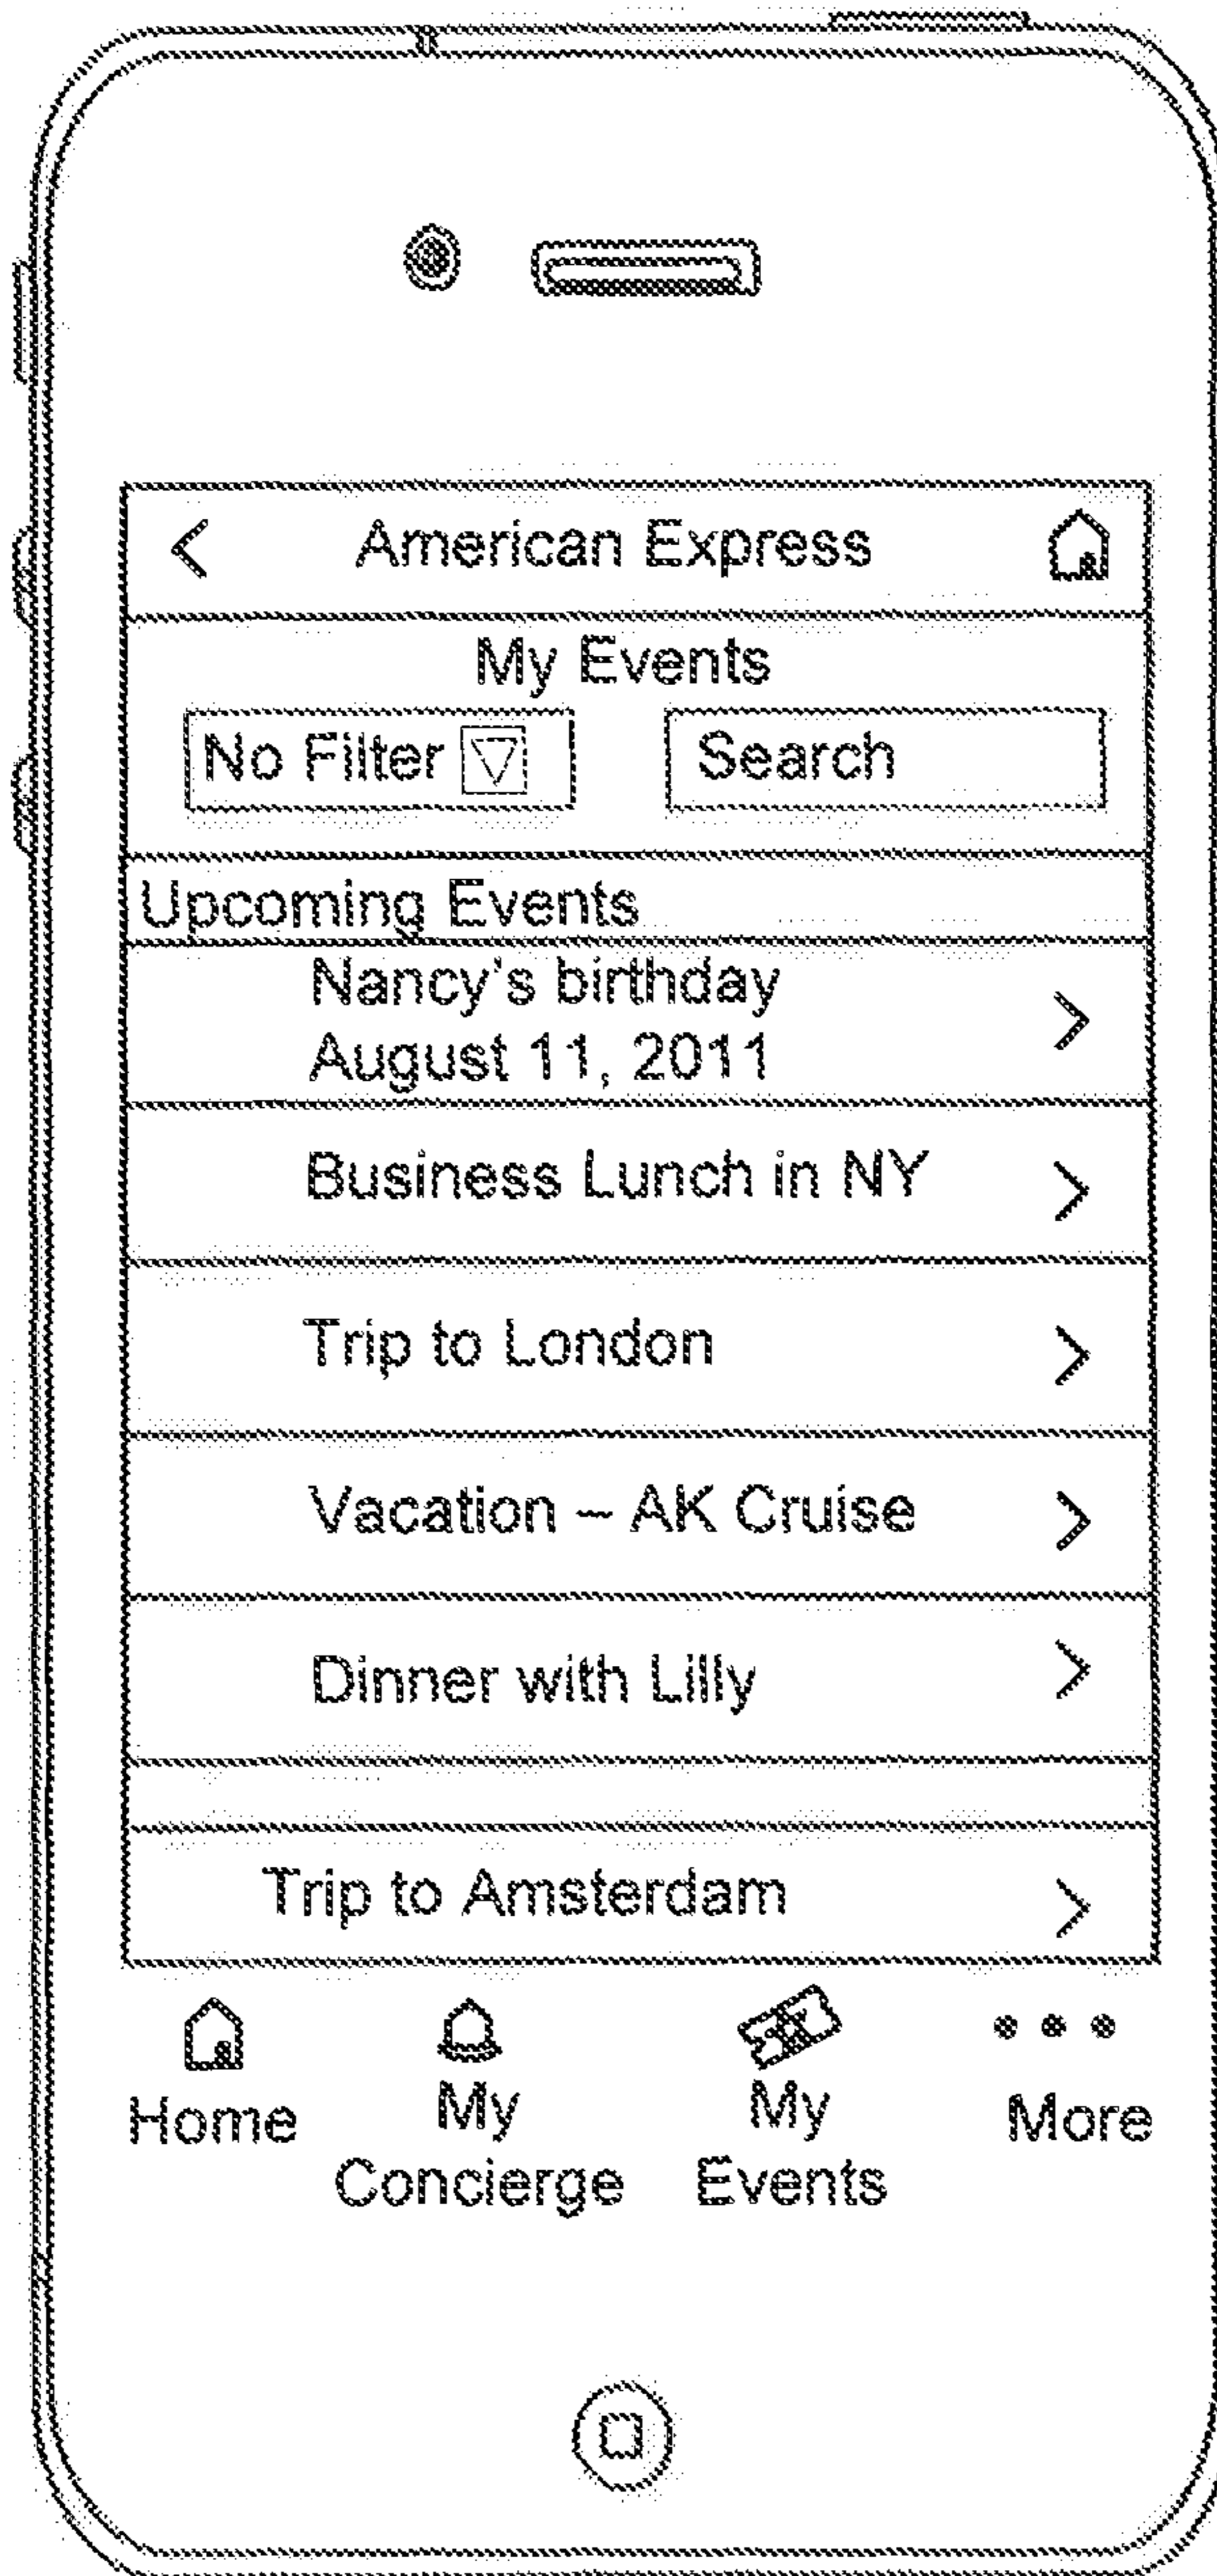 American Express
My Events
No Filter
Search
Upcoming Events
Nancy's birthday
August 11, 2011
Business Lunch in NY
Trip to London
Vacation – AK Cruise
Dinner with Lilly
Trip to Amsterdam
Home
My
Concierge
My
Events
More